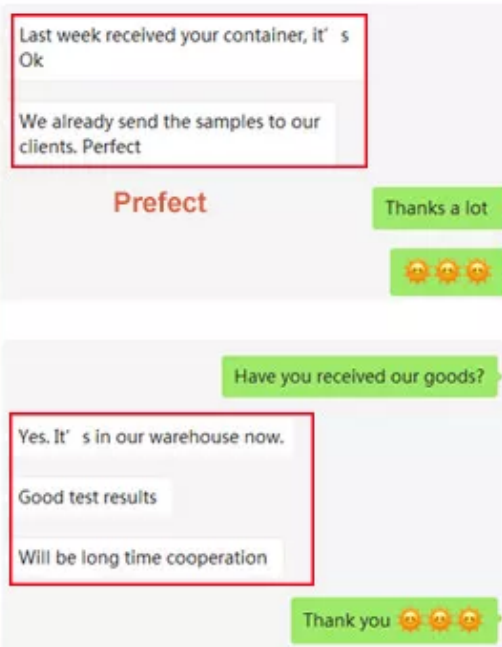 Last week received your container, it’ s
Ok
We already send the samples to our
clients. Perfect
Prefect
Thanks a lot
🌞🌞🌞
Have you received our goods?
Yes. It’ s in our warehouse now.
Good test results
Will be long time cooperation
Thank you 🌞🌞🌞